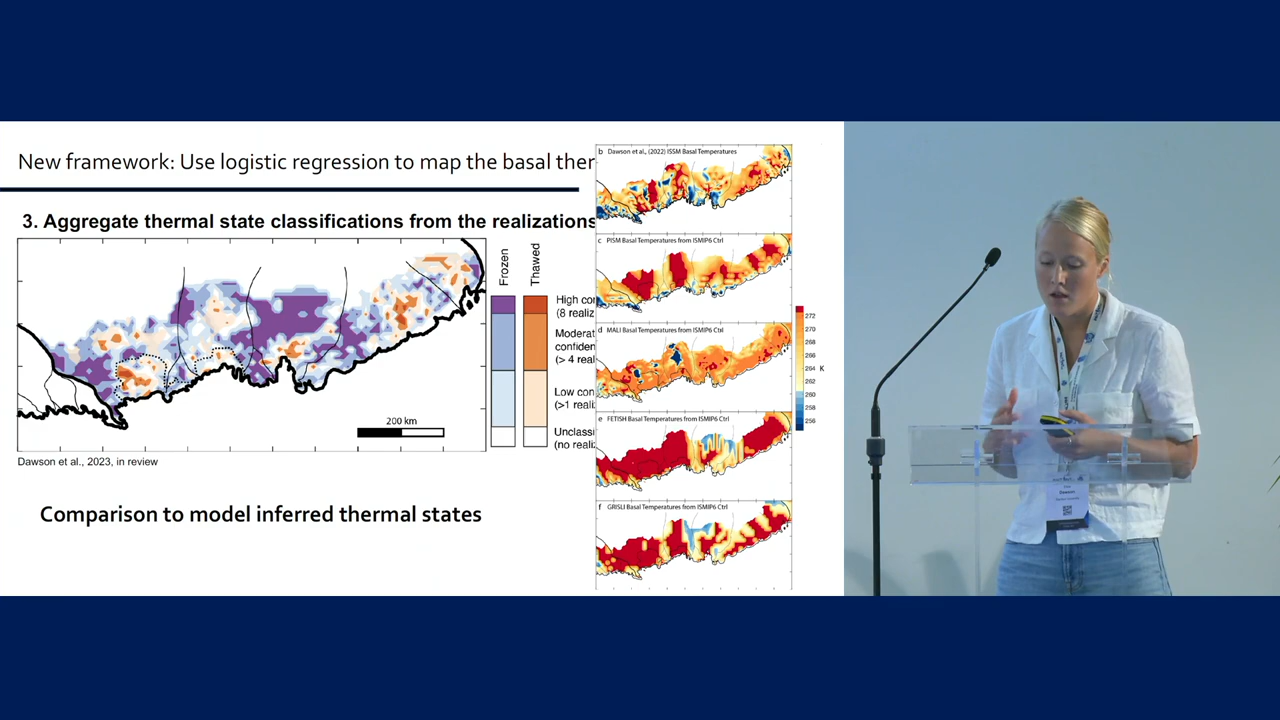 New framework: Use logistic regression to map the basal ther
3. Aggregate thermal state classifications from the realizations
Frozen
Thawed
High con
(8 realiz
Moderat
confiden
(> 4 real
Low con
(>1 reali
Unclassi
(no reali
200 km
Dawson et al., 2023, in review
Comparison to model inferred thermal states
b Dawson et al., (2022) ISSM Basal Temperatures
c PISM Basal Temperatures from ISMIP6 Ctrl
d MALI Basal Temperatures from ISMIP6 Ctrl
e FETISH Basal Temperatures from ISMIP6 Ctrl
f GRISLI Basal Temperatures from ISMIP6 Ctrl
272
270
268
266
264 K
262
260
258
256
Dawson